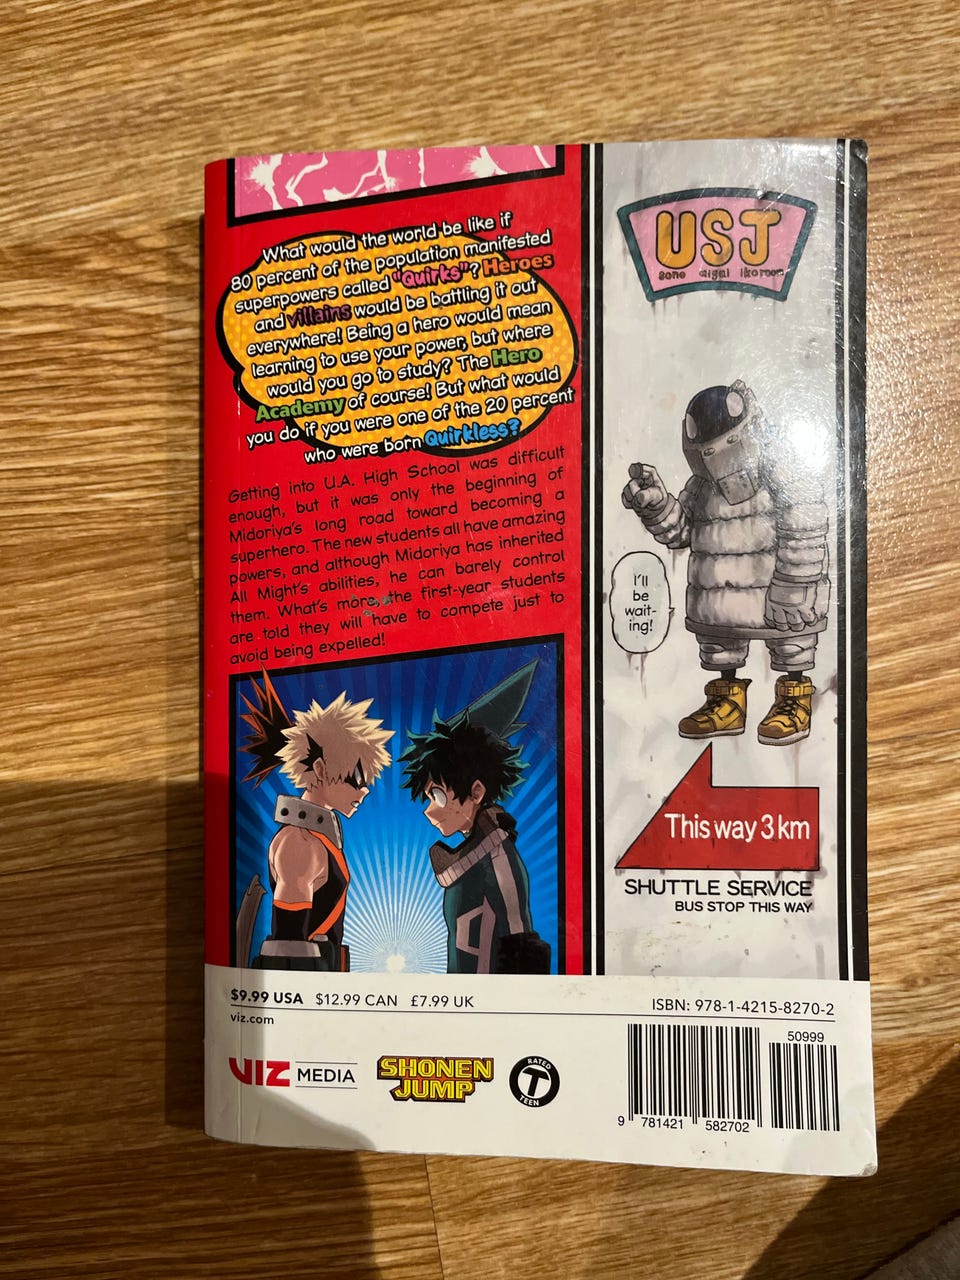 What would the world be like if
80 percent of the population manifested
superpowers called "Quirks"? Heroes
and villains would be battling it out
everywhere! Being a hero would mean
learning to use your power, but where
would you go to study? The Hero
Academy of course! But what would
you do if you were one of the 20 percent
who were born Quirkless?
Getting into U.A. High School was difficult
enough, but it was only the beginning of
Midoriya's long road toward becoming a
superhero. The new students all have amazing
powers, and although Midoriya has inherited
All Might's abilities, he can barely control
them. What's more, the first-year students
are told they will have to compete just to
avoid being expelled!
USJ
I'll
be
wait-
ing!
This way 3 km
SHUTTLE SERVICE
BUS STOP THIS WAY
$9.99 USA $12.99 CAN £7.99 UK
viz.com
VIZ MEDIA
SHONEN
JUMP
RATED
T
TEEN
ISBN: 978-1-4215-8270-2
50999
9 781421 582702